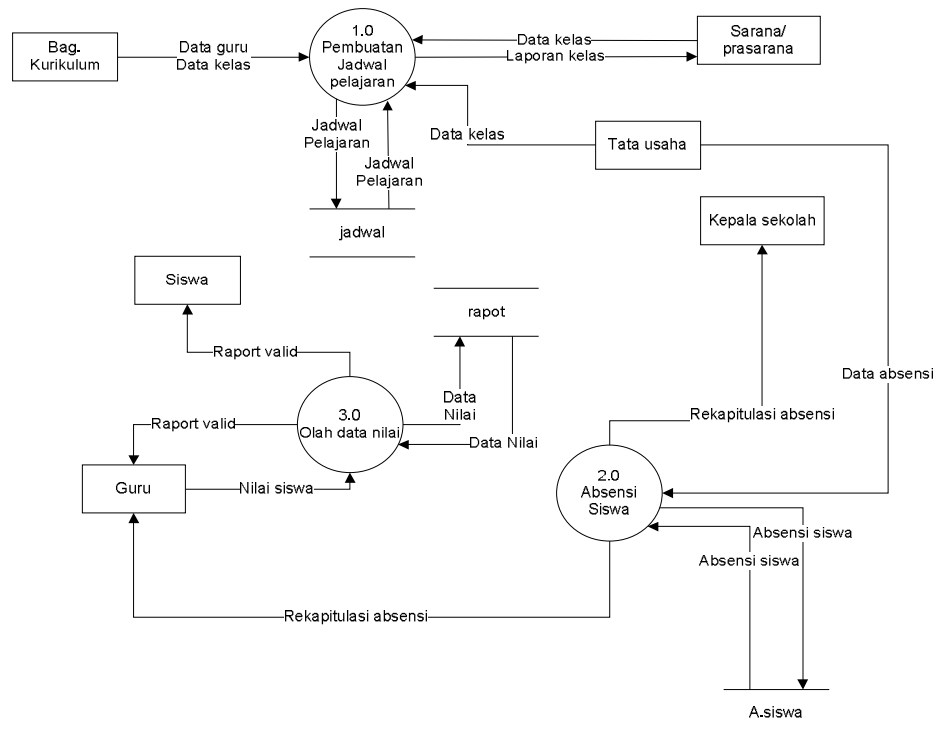 Bag.
Kurikulum
Data guru
Data kelas
1.0
Pembuatan
Jadwal
pelajaran
Data kelas
Laporan kelas
Sarana/
prasarana
Jadwal
Pelajaran
Jadwal
Pelajaran
Data kelas
Tata usaha
jadwal
Kepala sekolah
Siswa
rapot
Raport valid
Data absensi
Data
Nilai
3.0
Olah data nilai
Rekapitulasi absensi
Raport valid
Data Nilai
Guru
Nilai siswa
2.0
Absensi
Siswa
Absensi siswa
Absensi siswa
Rekapitulasi absensi
A.siswa